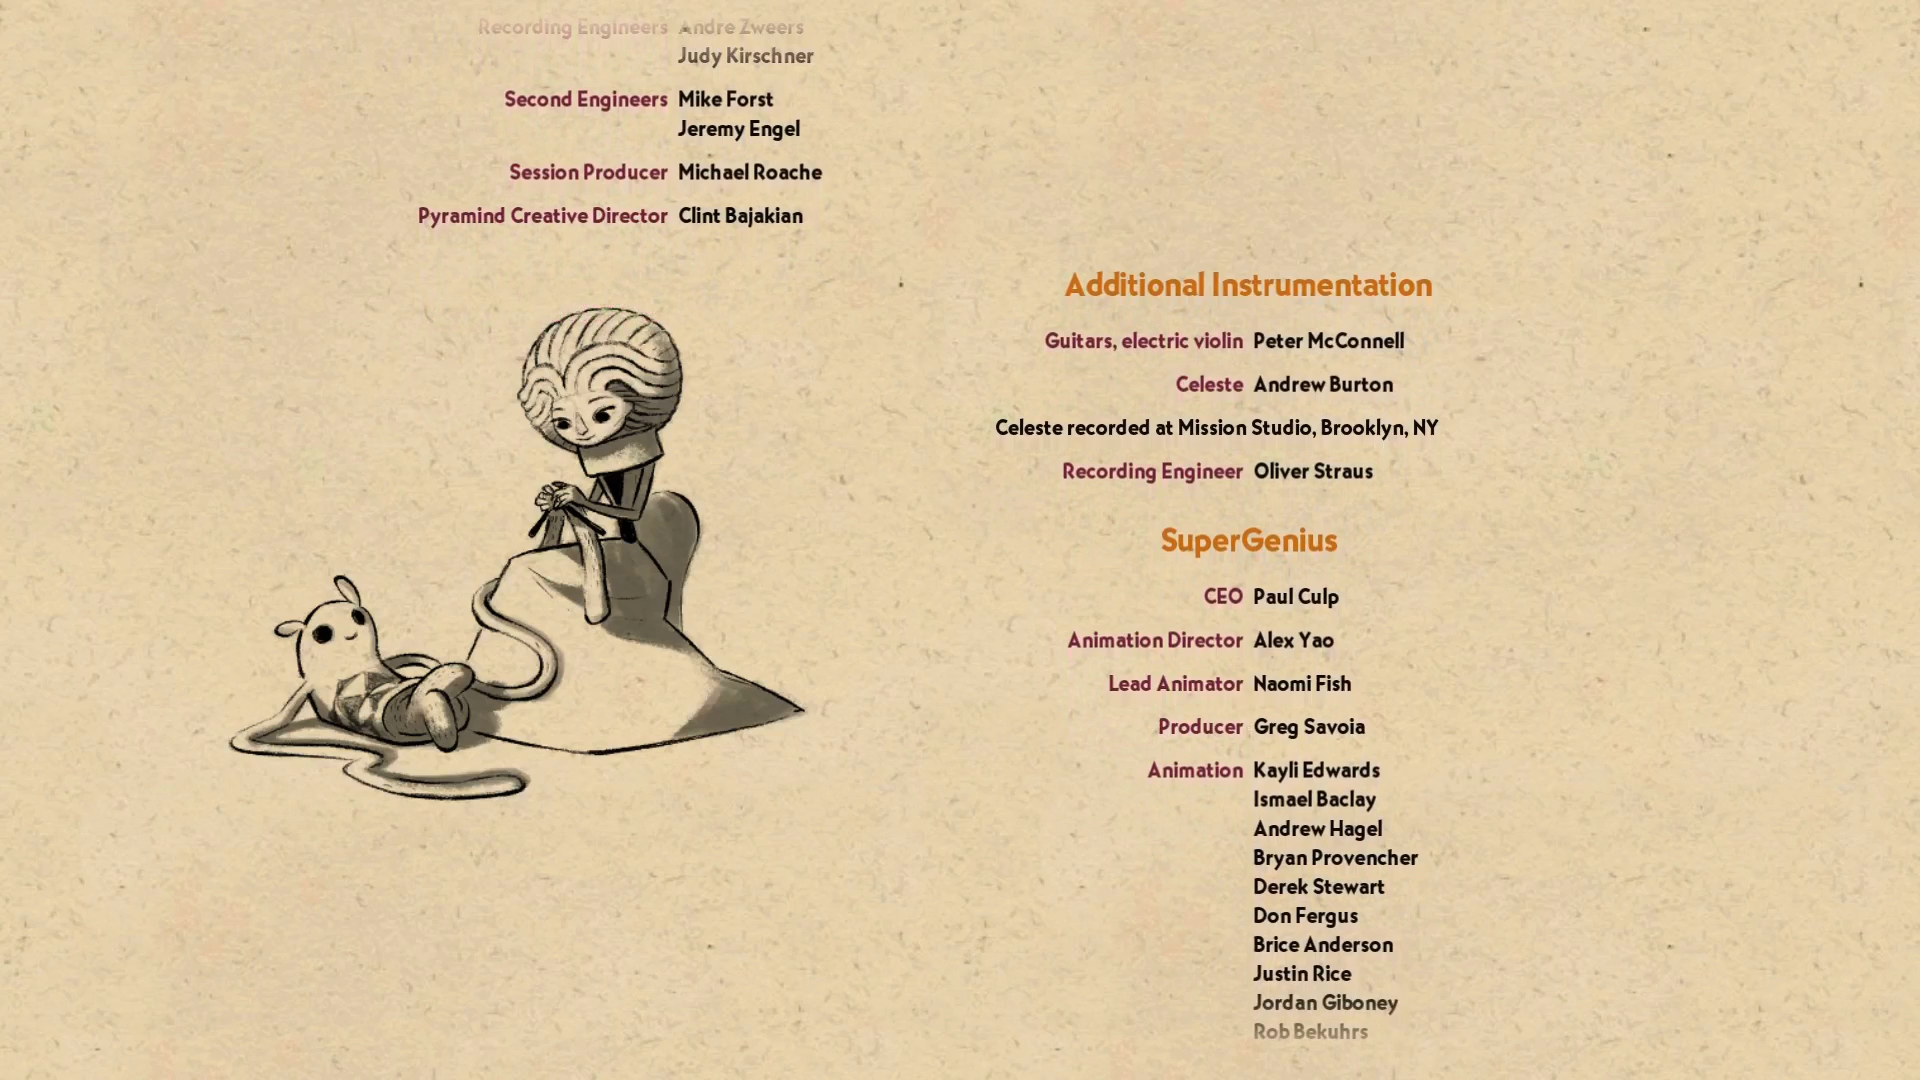 Recording Engineers Andre Zweers
Judy Kirschner
Second Engineers Mike Forst
Jeremy Engel
Session Producer Michael Roache
Pyramind Creative Director Clint Bajakian
Additional Instrumentation
Guitars, electric violin Peter McConnell
Celeste Andrew Burton
Celeste recorded at Mission Studio, Brooklyn, NY
Recording Engineer Oliver Straus
SuperGenius
CEO Paul Culp
Animation Director Alex Yao
Lead Animator Naomi Fish
Producer Greg Savoia
Animation Kayli Edwards
Ismael Baclay
Andrew Hagel
Bryan Provencher
Derek Stewart
Don Fergus
Brice Anderson
Justin Rice
Jordan Giboney
Rob Bekuhrs